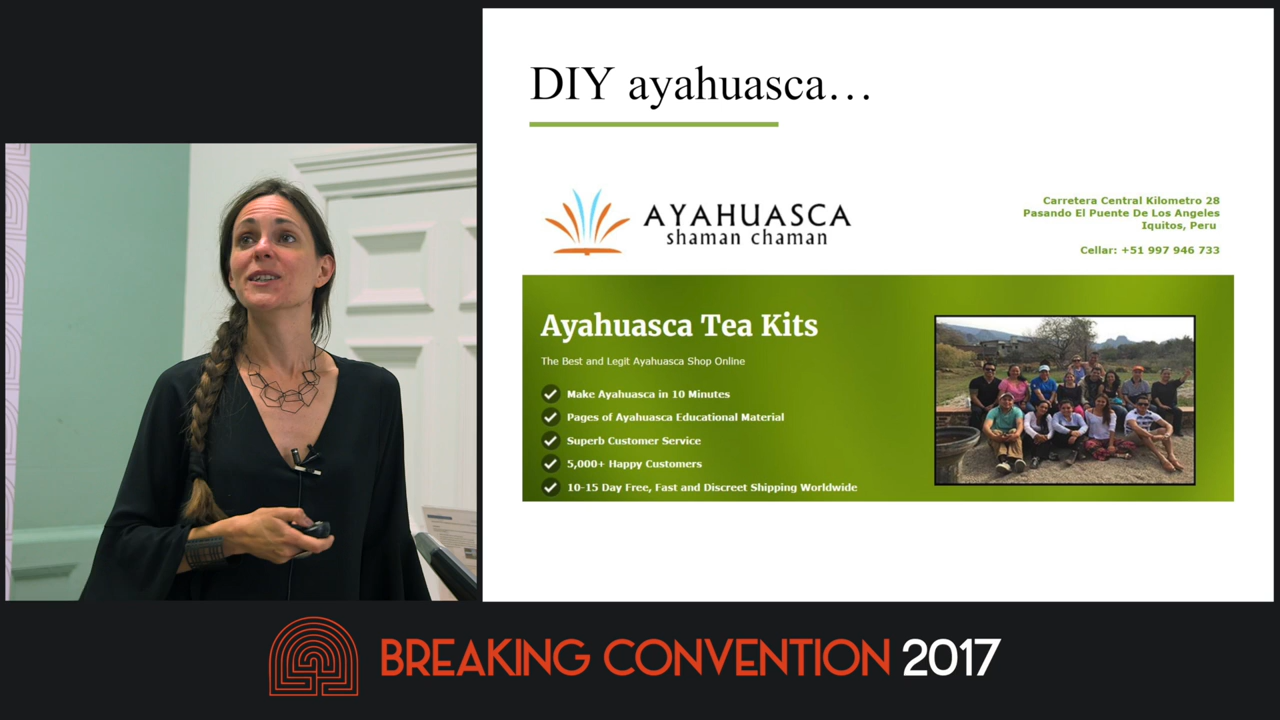 DIY ayahuasca…
AYAHUASCA
shaman chaman
Carretera Central Kilometro 28
Pasando El Puente De Los Angeles
Iquitos, Peru
Cellar: +51 997 946 733
Ayahuasca Tea Kits
The Best and Legit Ayahuasca Shop Online
Make Ayahuasca in 10 Minutes
Pages of Ayahuasca Educational Material
Superb Customer Service
5,000+ Happy Customers
10-15 Day Free, Fast and Discreet Shipping Worldwide
BREAKING CONVENTION 2017